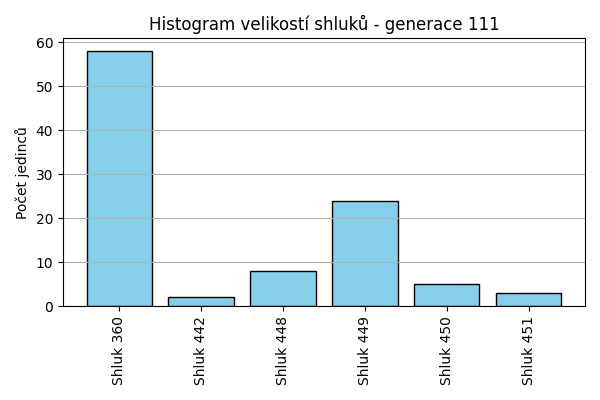 Histogram velikostí shluků - generace 111
Počet jedinců
60
50
40
30
20
10
0
Shluk 360
Shluk 442
Shluk 448
Shluk 449
Shluk 450
Shluk 451